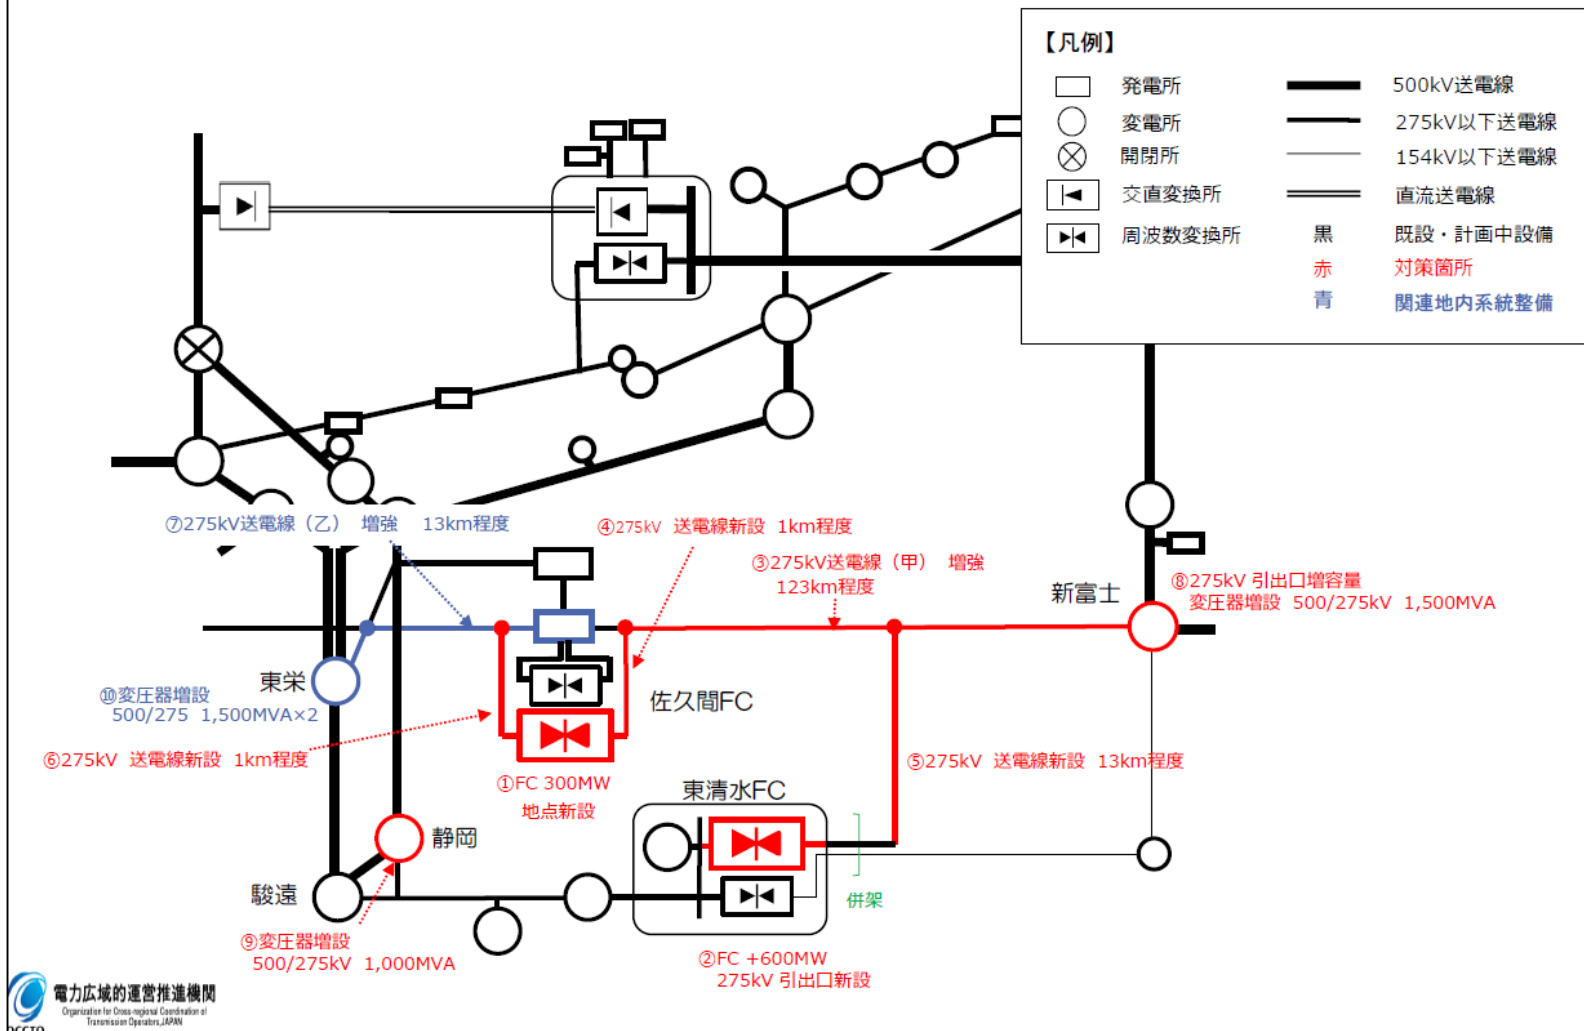 【凡例】
発電所
500kV送電線
変電所
275kV以下送電線
開閉所
154kV以下送電線
交直変換所
直流送電線
周波数変換所
黒 既設・計画中設備
赤 対策箇所
青 関連地内系統整備
⑦275kV送電線(乙) 増強 13km程度
④275kV 送電線新設 1km程度
③275kV送電線(甲) 増強
123km程度
新富士
⑧275kV 引出口増容量
変圧器増設 500/275kV 1,500MVA
東栄
⑩変圧器増設
500/275 1,500MVA×2
佐久間FC
⑥275kV 送電線新設 1km程度
⑤275kV 送電線新設 13km程度
①FC 300MW
地点新設
東清水FC
静岡
駿遠
併架
⑨変圧器増設
500/275kV 1,000MVA
②FC +600MW
275kV 引出口新設
電力広域的運営推進機関
Organization for Cross-regional Coordination of
Transmission Operators,JAPAN
OCCTO